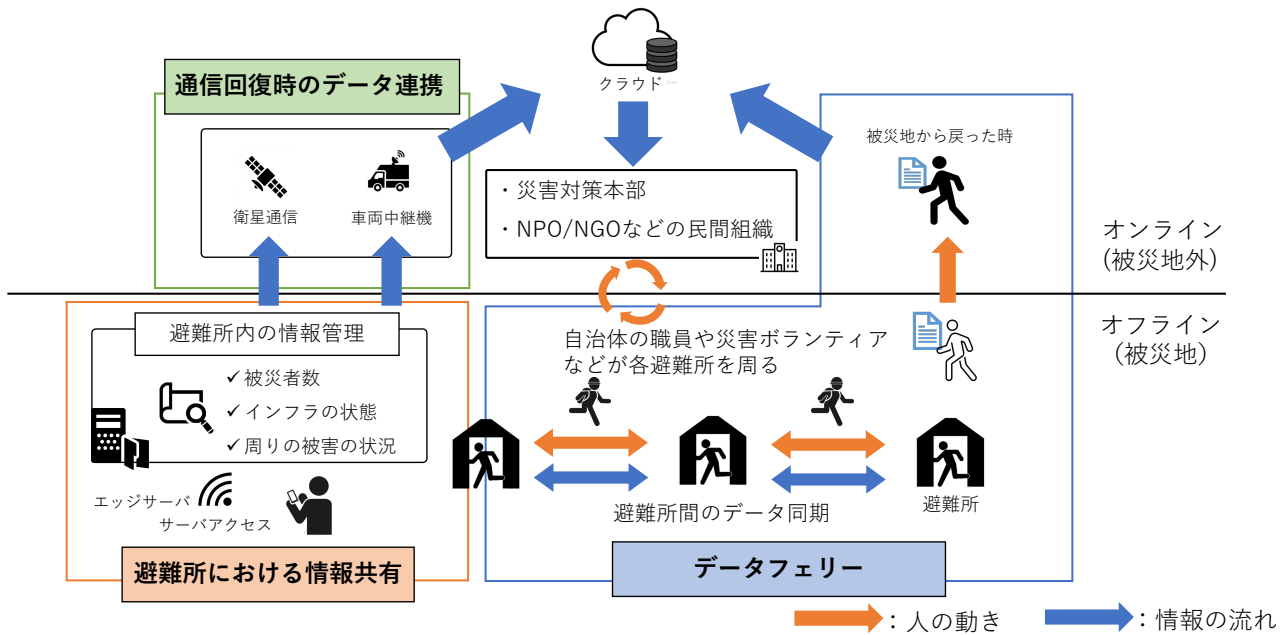 クラウド
通信回復時のデータ連携
被災地から戻った時
・災害対策本部
・NPO/NGOなどの民間組織
衛星通信
車両中継機
オンライン
(被災地外)
オフライン
(被災地)
避難所内の情報管理
✓被災者数
✓インフラの状態
✓周りの被害の状況
自治体の職員や災害ボランティア
などが各避難所を周る
エッジサーバ
サーバアクセス
避難所間のデータ同期
避難所
避難所における情報共有
データフェリー
:人の動き
:情報の流れ